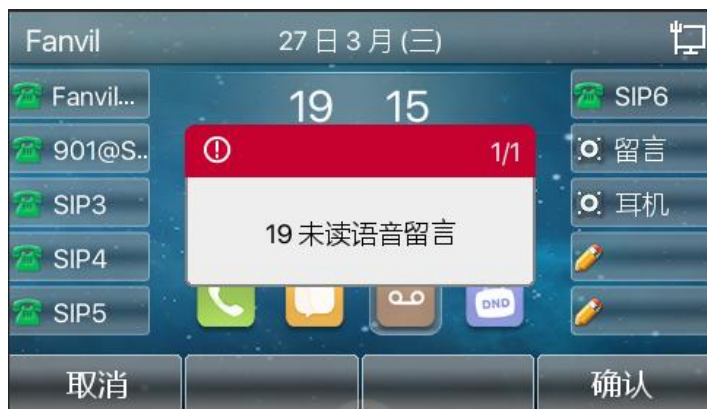 Fanvil
27日3月(三)
Fanvil...
901@S..
SIP3
SIP4
SIP5
19 15
1/1
19 未读语音留言
DND
SIP6
留言
耳机
取消
确认